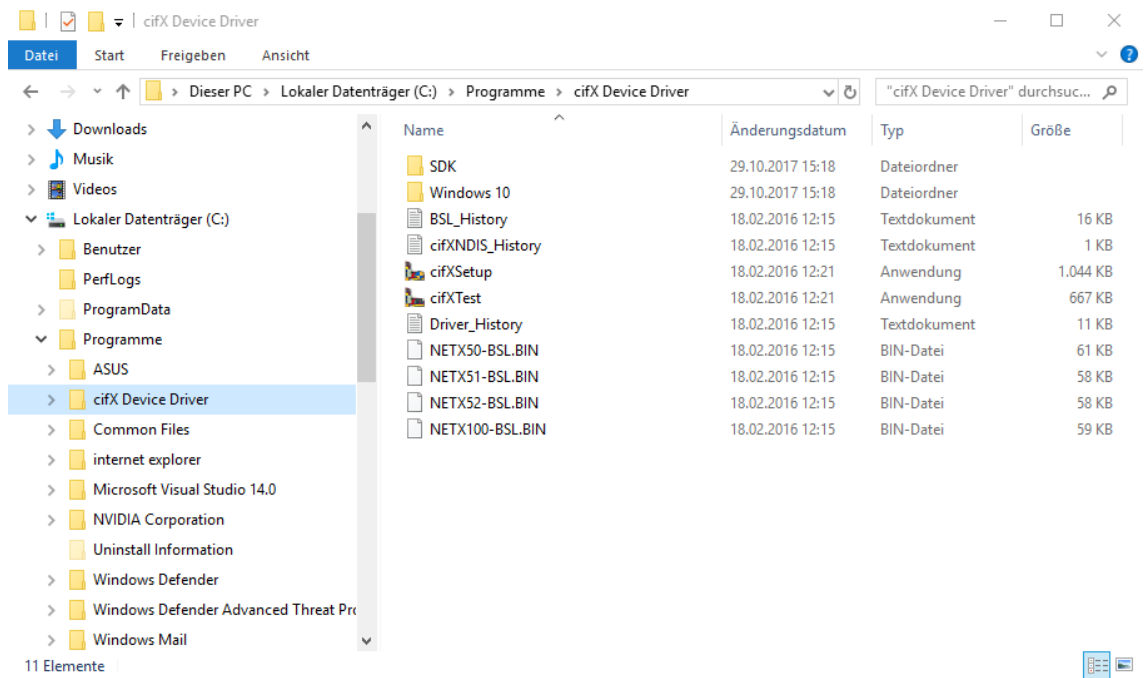 cifX Device Driver
Datei Start Freigeben Ansicht
Dieser PC > Lokaler Datenträger (C:) > Programme > cifX Device Driver
"cifX Device Driver" durchsuc...
Downloads
Musik
Videos
Lokaler Datenträger (C:)
Benutzer
PerfLogs
ProgramData
Programme
ASUS
cifX Device Driver
Common Files
internet explorer
Microsoft Visual Studio 14.0
NVIDIA Corporation
Uninstall Information
Windows Defender
Windows Defender Advanced Threat Pro
Windows Mail
Name Änderungsdatum Typ Größe
SDK 29.10.2017 15:18 Dateiordner
Windows 10 29.10.2017 15:18 Dateiordner
BSL_History 18.02.2016 12:15 Textdokument 16 KB
cifXNDIS_History 18.02.2016 12:15 Textdokument 1 KB
cifXSetup 18.02.2016 12:21 Anwendung 1.044 KB
cifXTest 18.02.2016 12:21 Anwendung 667 KB
Driver_History 18.02.2016 12:15 Textdokument 11 KB
NETX50-BSL.BIN 18.02.2016 12:15 BIN-Datei 61 KB
NETX51-BSL.BIN 18.02.2016 12:15 BIN-Datei 58 KB
NETX52-BSL.BIN 18.02.2016 12:15 BIN-Datei 58 KB
NETX100-BSL.BIN 18.02.2016 12:15 BIN-Datei 59 KB
11 Elemente